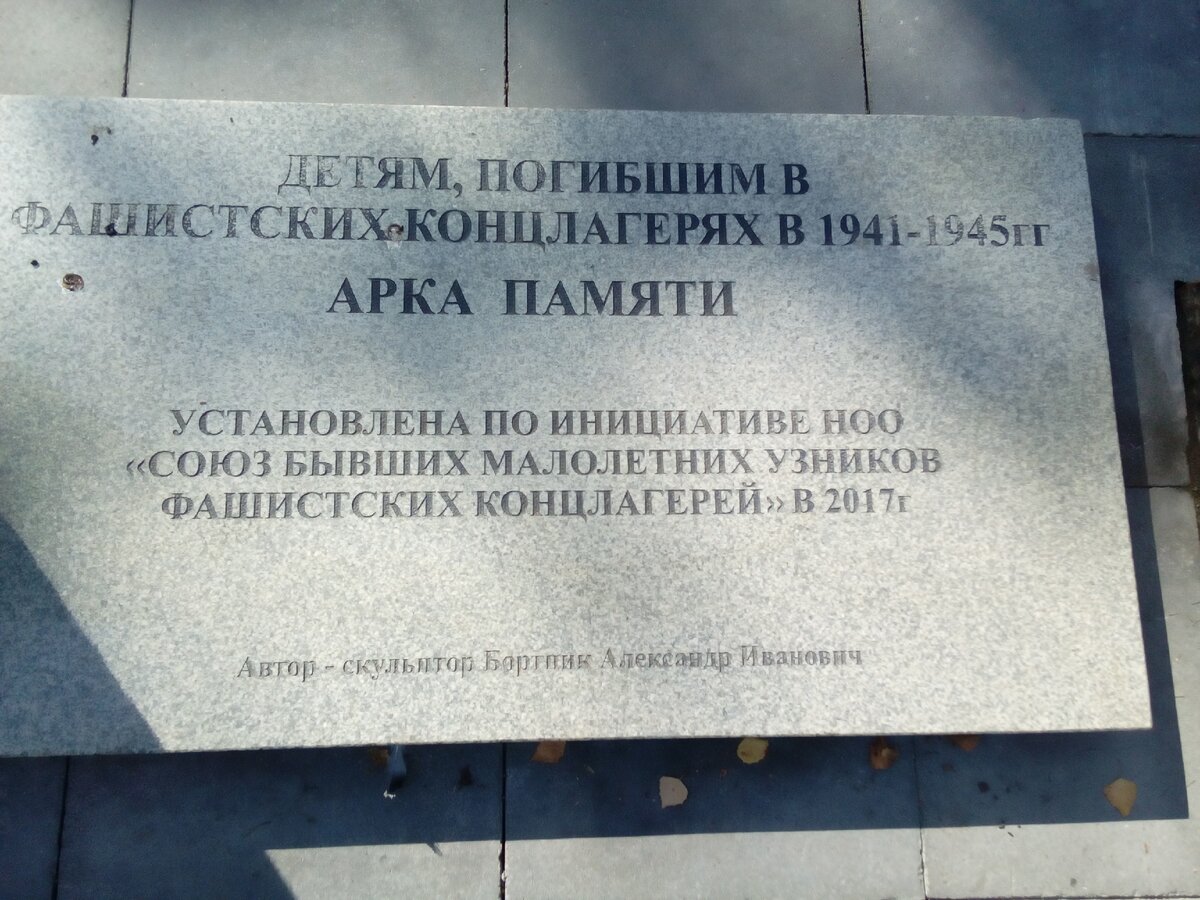 ДЕТЯМ, ПОГИБШИМ В
ФАШИСТСКИХ КОНЦЛАГЕРЯХ В 1941-1945гг
АРКА ПАМЯТИ
УСТАНОВЛЕНА ПО ИНИЦИАТИВЕ НОО
«СОЮЗ БЫВШИХ МАЛОЛЕТНИХ УЗНИКОВ
ФАШИСТСКИХ КОНЦЛАГЕРЕЙ» В 2017г
Автор - скульптор Бортник Александр Иванович